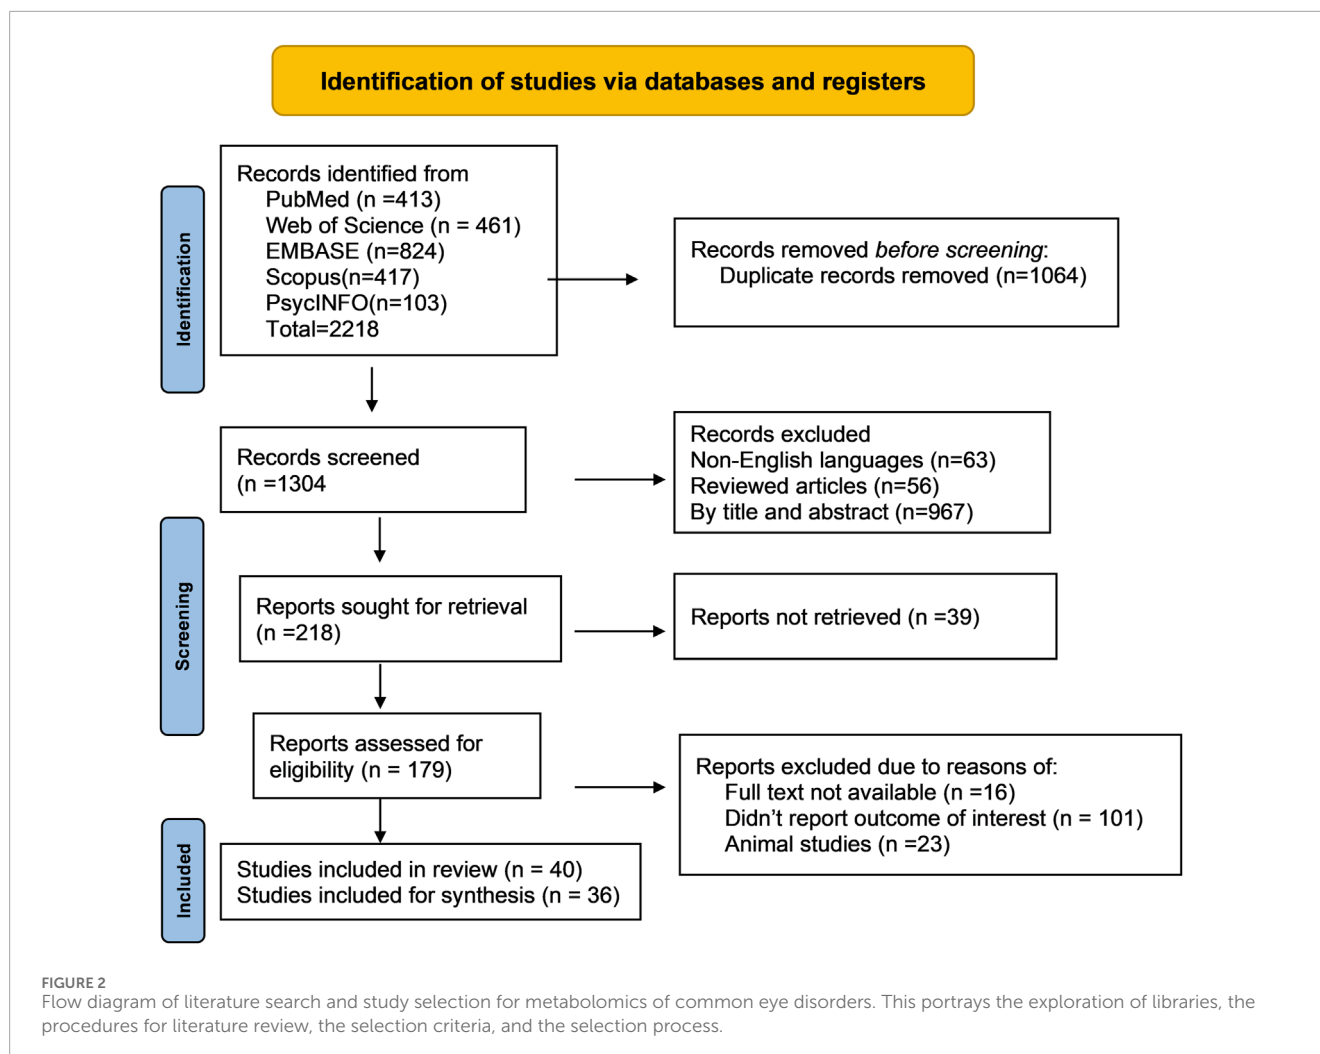 Identification of studies via databases and registers
Identification
Records identified from
PubMed (n =413)
Web of Science (n = 461)
EMBASE (n=824)
Scopus(n=417)
PsycINFO(n=103)
Total=2218
Records removed before screening:
Duplicate records removed (n=1064)
Screening
Records screened
(n =1304
Records excluded
Non-English languages (n=63)
Reviewed articles (n=56)
By title and abstract (n=967)
Reports sought for retrieval
(n =218)
Reports not retrieved (n =39)
Reports assessed for
eligibility (n = 179)
Reports excluded due to reasons of:
Full text not available (n =16)
Didn't report outcome of interest (n = 101)
Animal studies (n =23)
Included
Studies included in review (n = 40)
Studies included for synthesis (n = 36)
FIGURE 2
Flow diagram of literature search and study selection for metabolomics of common eye disorders. This portrays the exploration of libraries, the
procedures for literature review, the selection criteria, and the selection process.